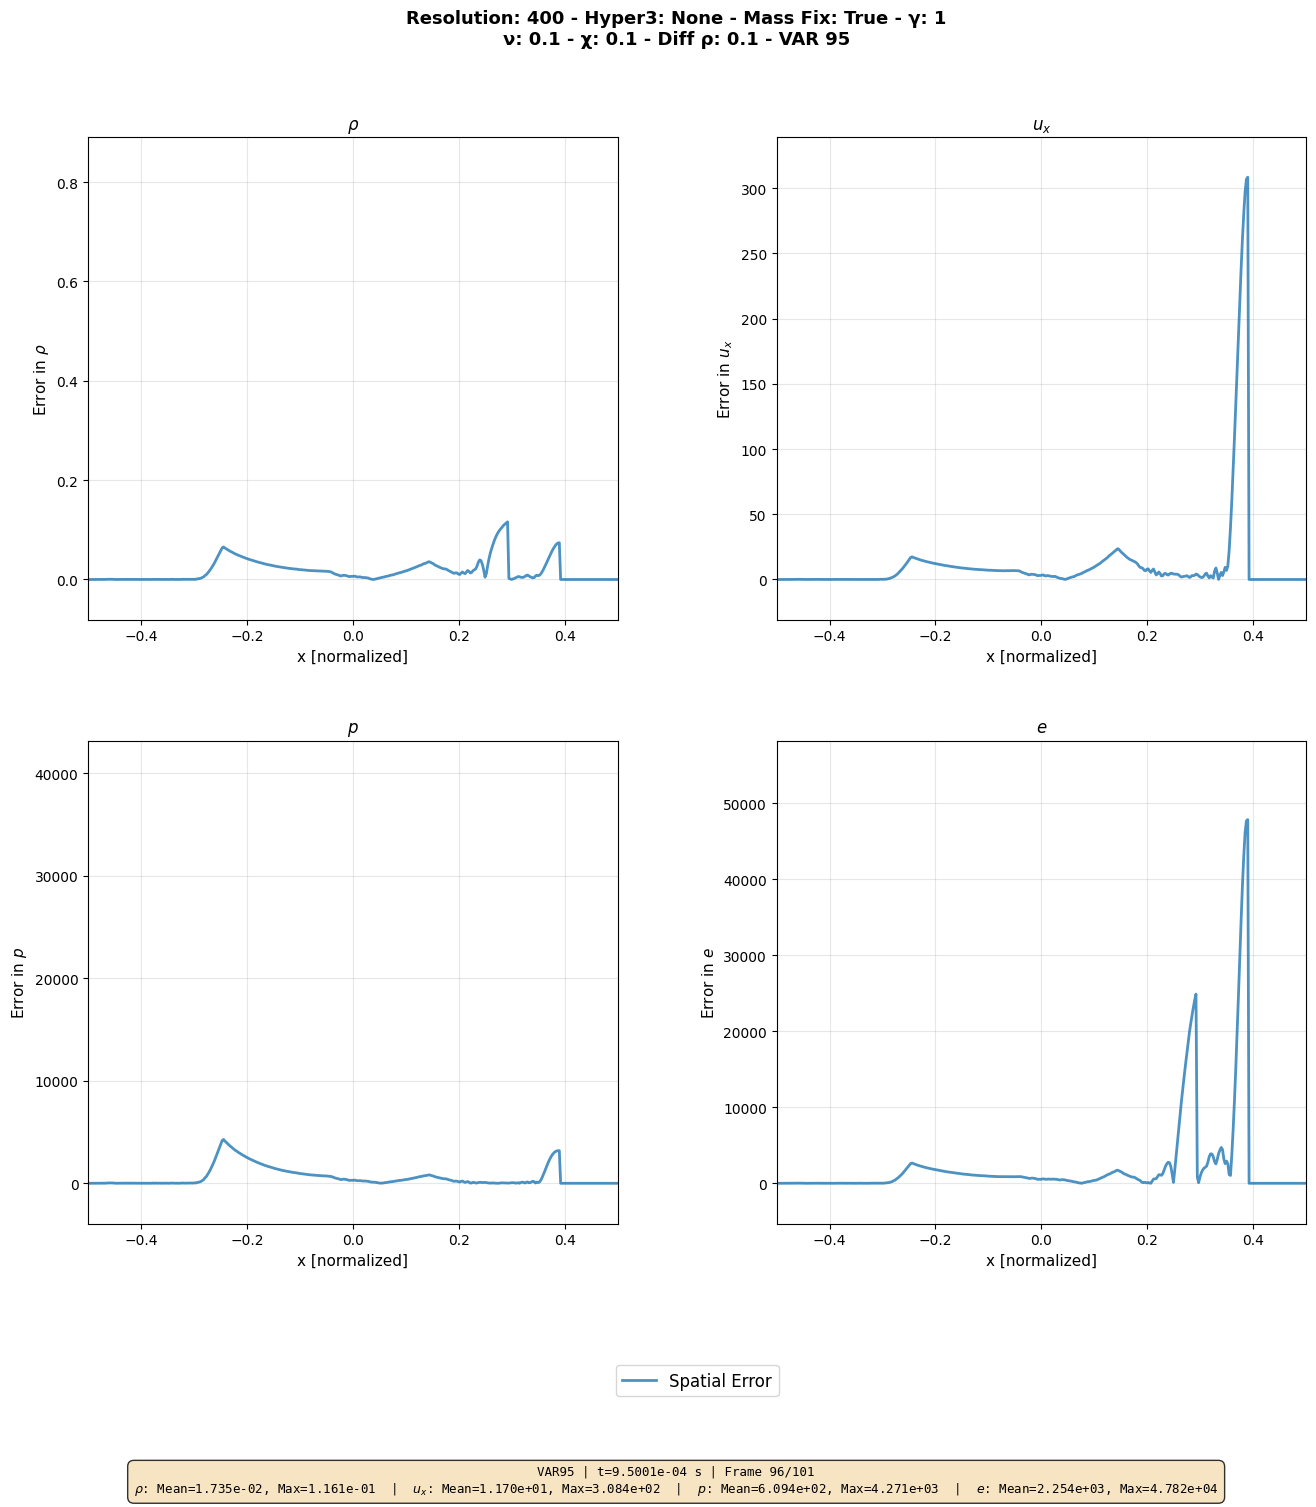 Resolution: 400 - Hyper3: None - Mass Fix: True - γ: 1
ν: 0.1 - χ: 0.1 - Diff ρ: 0.1 - VAR 95
ρ
Error in ρ
0.8
0.6
0.4
0.2
0.0
−0.4 −0.2 0.0 0.2 0.4
x [normalized]
u_x
Error in u_x
300
250
200
150
100
50
0
−0.4 −0.2 0.0 0.2 0.4
x [normalized]
p
Error in p
40000
30000
20000
10000
0
−0.4 −0.2 0.0 0.2 0.4
x [normalized]
e
Error in e
50000
40000
30000
20000
10000
0
−0.4 −0.2 0.0 0.2 0.4
x [normalized]
Spatial Error
VAR95 | t=9.5001e-04 s | Frame 96/101
ρ: Mean=1.735e-02, Max=1.161e-01 | u_x: Mean=1.170e+01, Max=3.084e+02 | p: Mean=6.094e+02, Max=4.271e+03 | e: Mean=2.254e+03, Max=4.782e+04